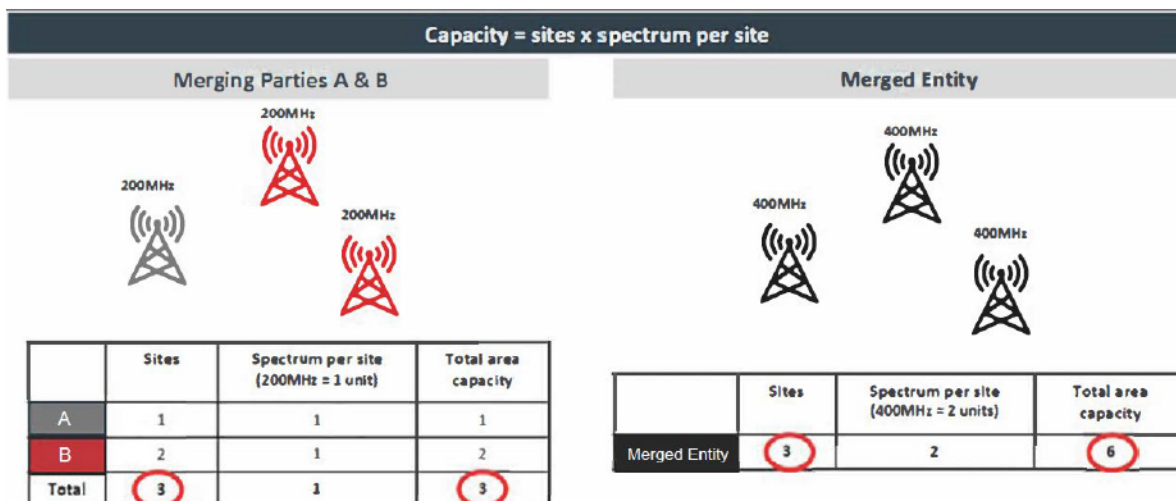 Capacity = sites x spectrum per site
Merging Parties A & B
200MHz
200MHz
200MHz
Sites
Spectrum per site
(200MHz = 1 unit)
Total area
capacity
A 1 1 1
B 2 1 2
Total 3 1 3
Merged Entity
400MHz
400MHz
400MHz
Sites
Spectrum per site
(400MHz = 2 units)
Total area
capacity
Merged Entity 3 2 6